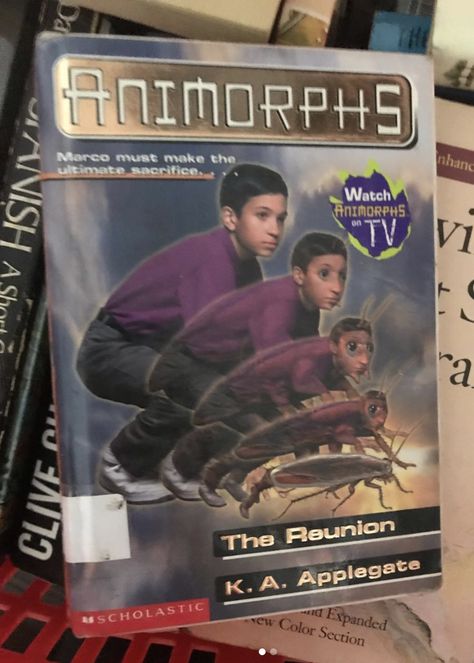 ANIMORPHS
Marco must make the
ultimate sacrifice. . .
Watch
ANIMORPHS
on
TV
The Reunion
K. A. Applegate
SCHOLASTIC
CLIVE
SPANISH A Short
and Expanded
New Color Section